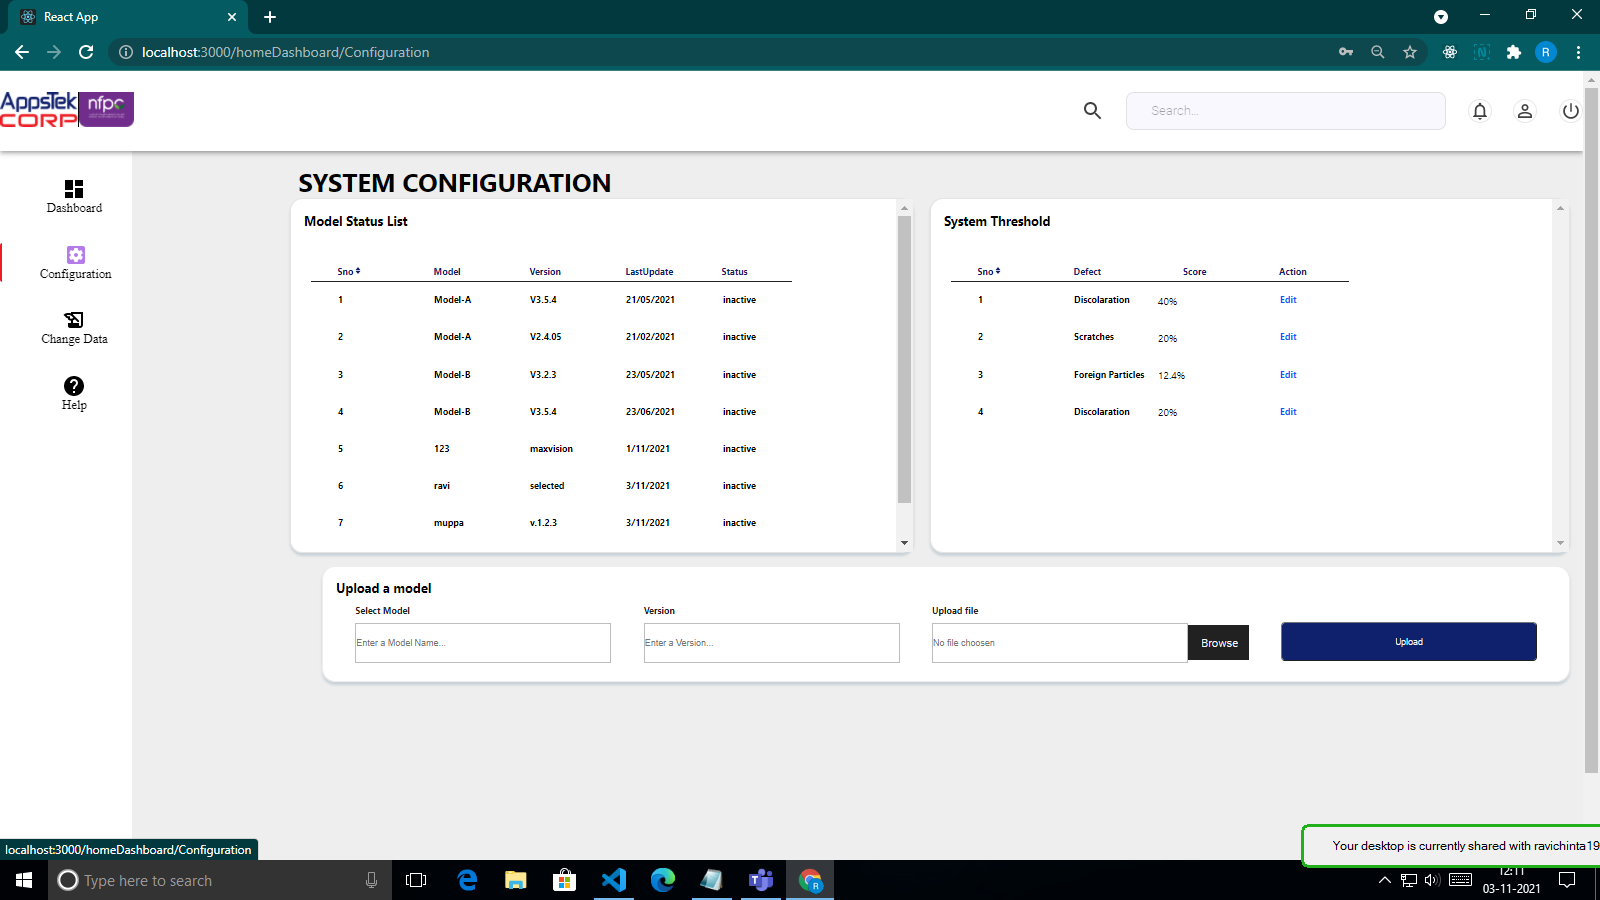 React App
localhost:3000/homeDashboard/Configuration
R
AppsTek
CORP
nfpc
Search...
Dashboard
Configuration
Change Data
Help
SYSTEM CONFIGURATION
Model Status List
Sno Model Version LastUpdate Status
1 Model-A V3.5.4 21/05/2021 inactive
2 Model-A V2.4.05 21/02/2021 inactive
3 Model-B V3.2.3 23/05/2021 inactive
4 Model-B V3.5.4 23/06/2021 inactive
5 123 maxvision 1/11/2021 inactive
6 ravi selected 3/11/2021 inactive
7 muppa v.1.2.3 3/11/2021 inactive
System Threshold
Sno Defect Score Action
1 Discolaration 40% Edit
2 Scratches 20% Edit
3 Foreign Particles 12.4% Edit
4 Discolaration 20% Edit
Upload a model
Select Model Version Upload file
Enter a Model Name... Enter a Version... No file choosen Browse Upload
localhost:3000/homeDashboard/Configuration
Your desktop is currently shared with ravichinta19
Type here to search
12:11
03-11-2021